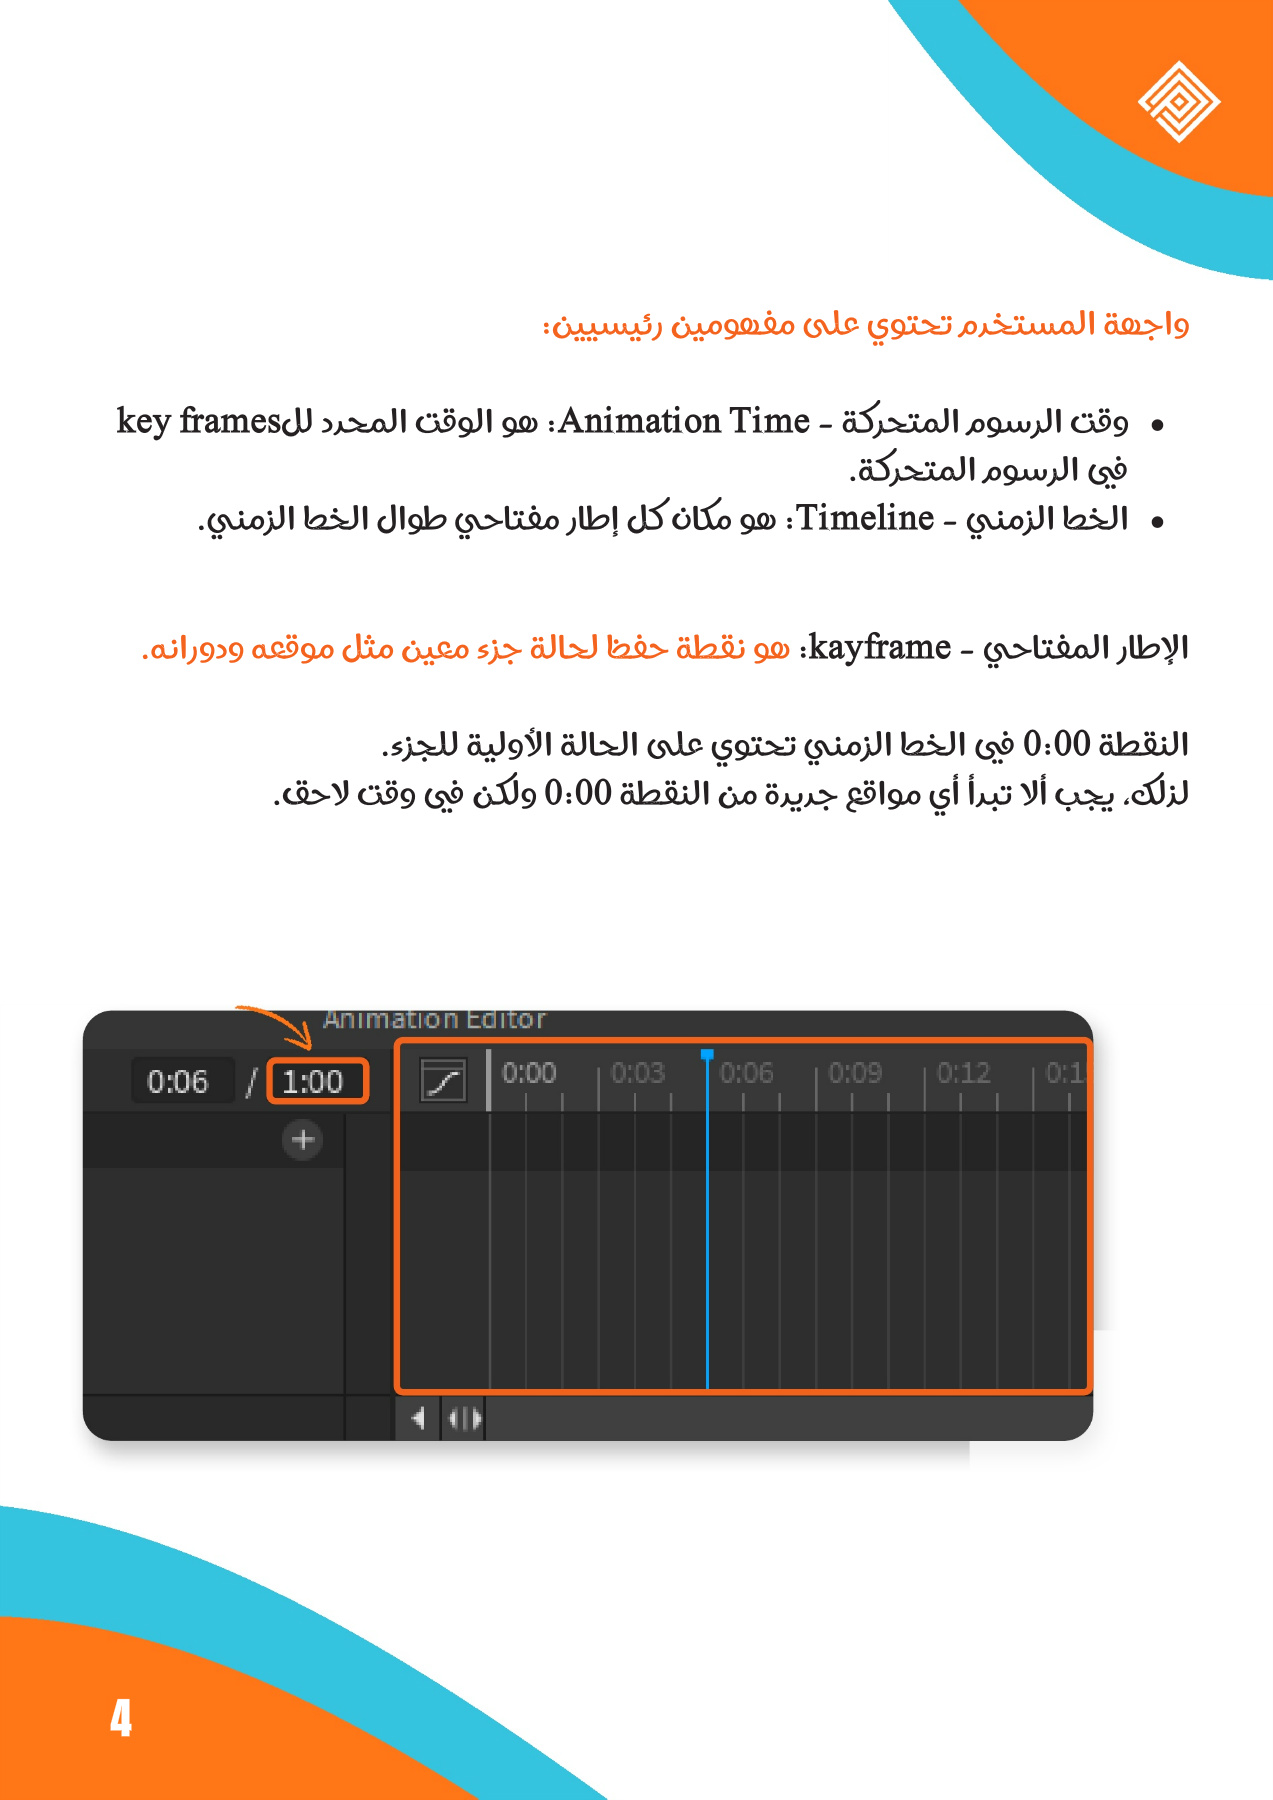 واجهة المستخدم تحتوي على مفهومين رئيسيين:
• وقت الرسوم المتحركة - Animation Time: هو الوقت المحدد للkey frames
في الرسوم المتحركة.
• الخط الزمني - Timeline: هو مكان كل إطار مفتاحي طوال الخط الزمني.
الإطار المفتاحي - kayframe: هو نقطة حفظ لحالة جزء معين مثل موقعه ودورانه.
النقطة 0:00 في الخط الزمني تحتوي على الحالة الأولية للجزء.
لذلك، يجب ألا تبدأ أي مواقع جديدة من النقطة 0:00 ولكن في وقت لاحق.
Animation Editor
0:06 / 1:00
0:00 0:03 0:06 0:09 0:12
4